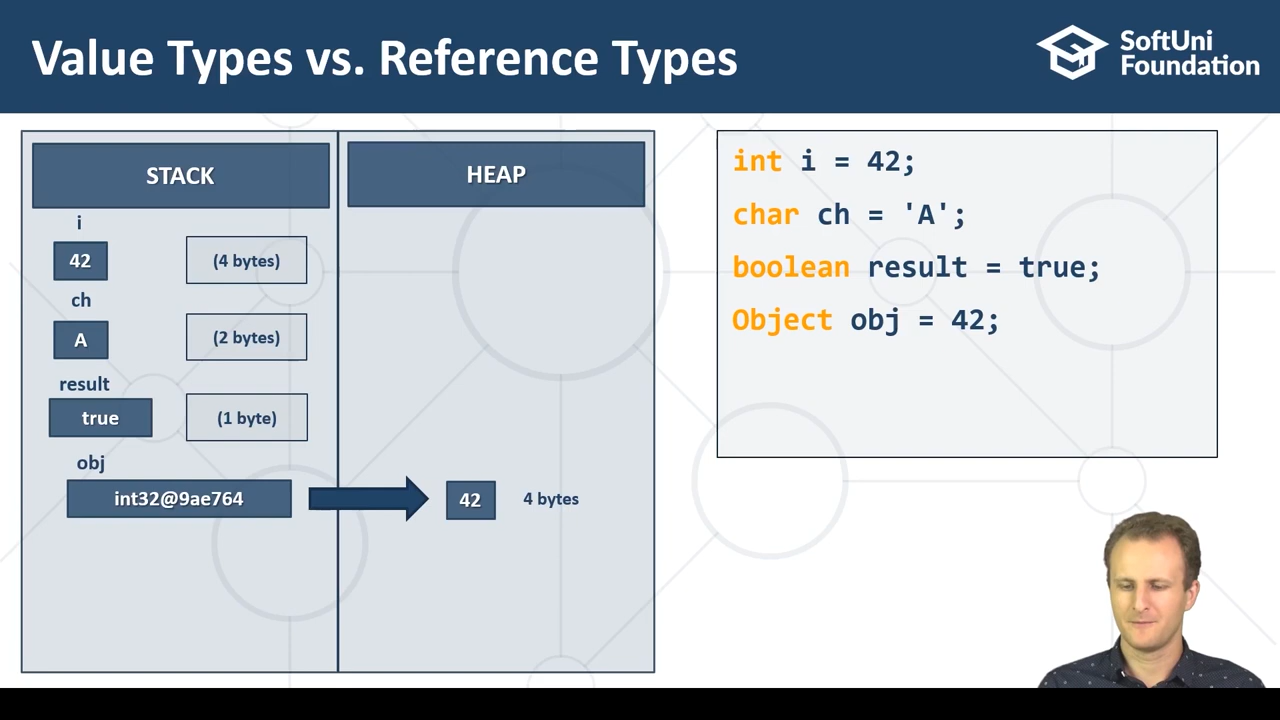 Value Types vs. Reference Types
SoftUni
Foundation
STACK
HEAP
i
42
(4 bytes)
ch
A
(2 bytes)
result
true
(1 byte)
obj
int32@9ae764
42
4 bytes
int i = 42;
char ch = 'A';
boolean result = true;
Object obj = 42;